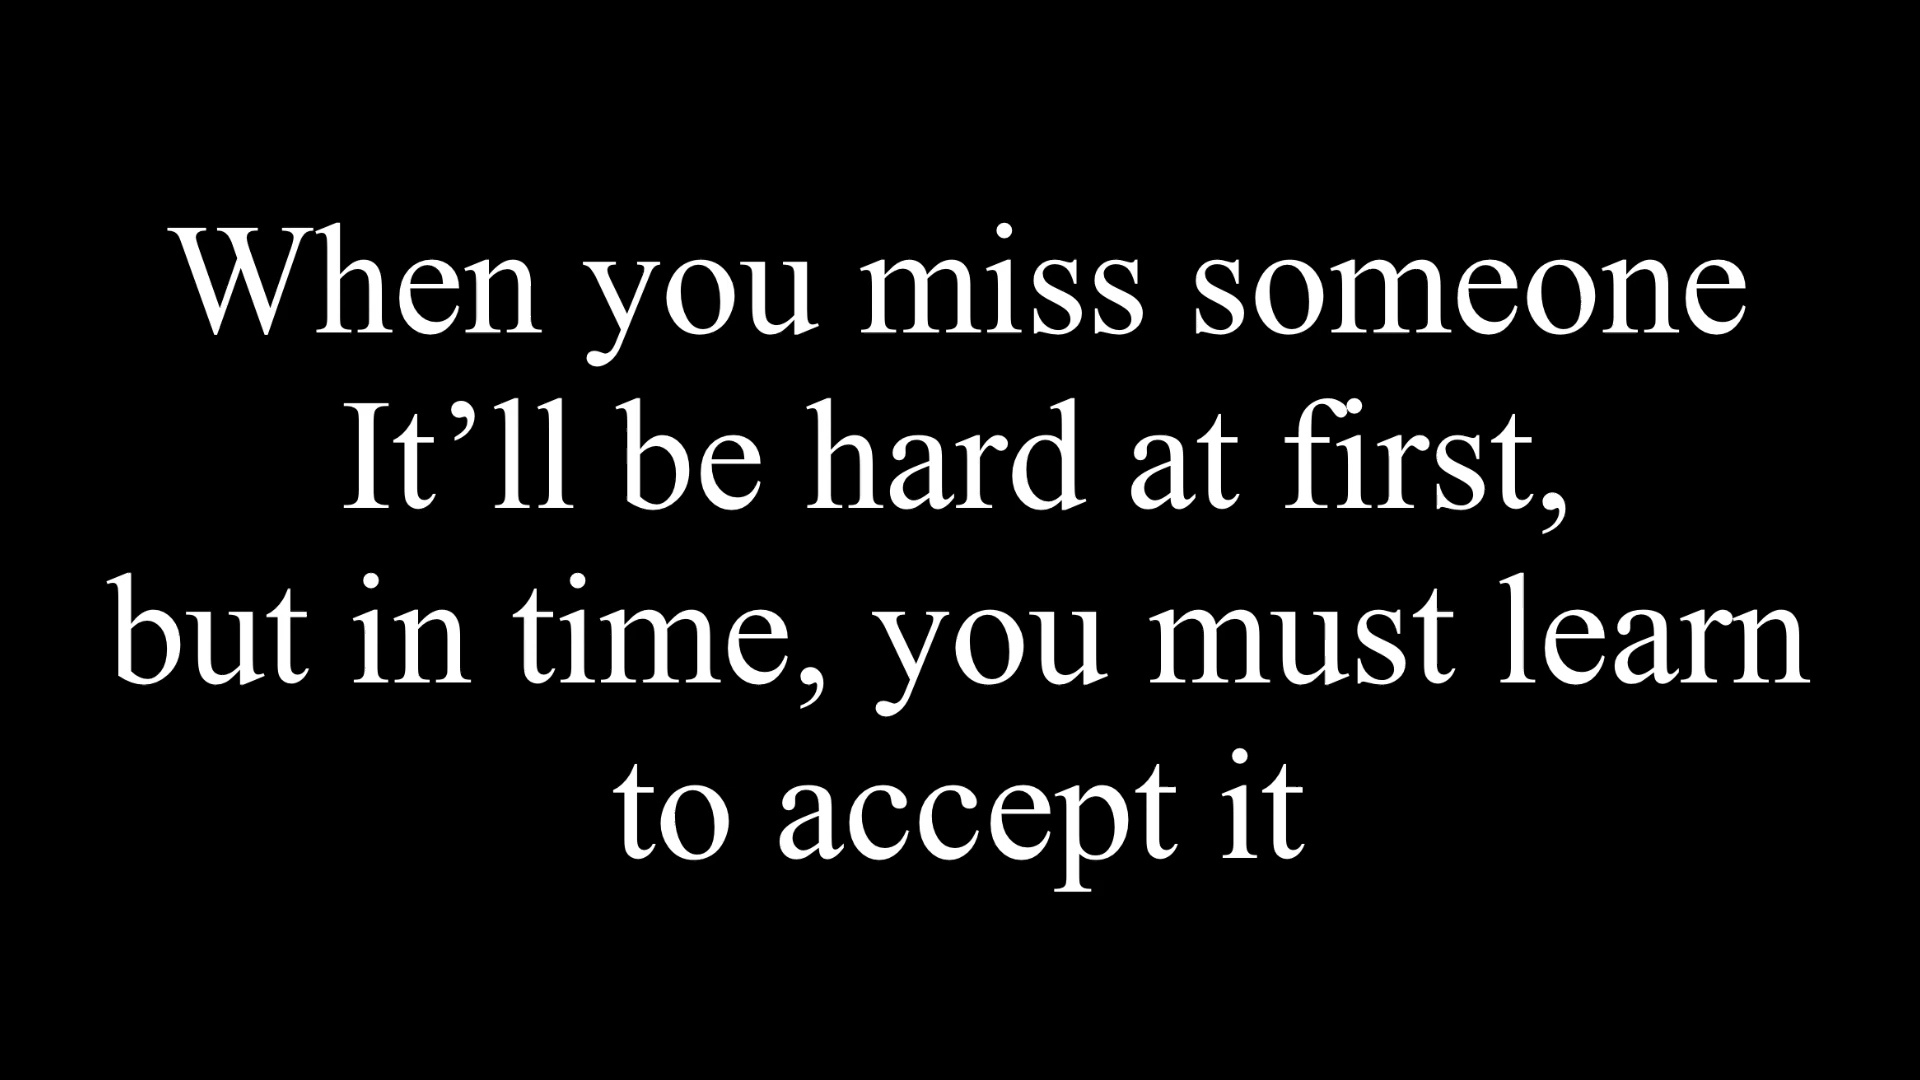 When you miss someone
It’ll be hard at first,
but in time, you must learn
to accept it